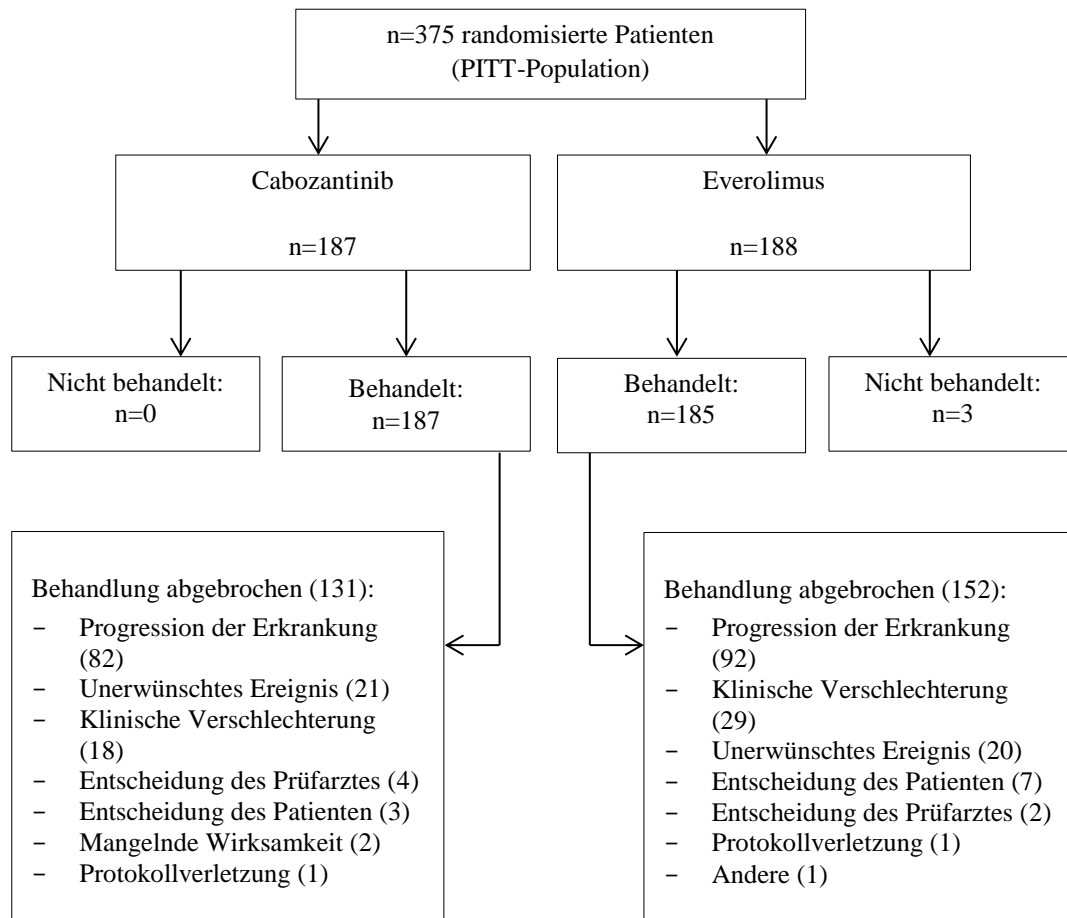 n=375 randomisierte Patienten
(PITT-Population)
Cabozantinib
n=187
Everolimus
n=188
Nicht behandelt:
n=0
Behandelt:
n=187
Behandelt:
n=185
Nicht behandelt:
n=3
Behandlung abgebrochen (131):
- Progression der Erkrankung
(82)
- Unerwünschtes Ereignis (21)
- Klinische Verschlechterung
(18)
- Entscheidung des Prüfarztes (4)
- Entscheidung des Patienten (3)
- Mangelnde Wirksamkeit (2)
- Protokollverletzung (1)
Behandlung abgebrochen (152):
- Progression der Erkrankung
(92)
- Klinische Verschlechterung
(29)
- Unerwünschtes Ereignis (20)
- Entscheidung des Patienten (7)
- Entscheidung des Prüfarztes (2)
- Protokollverletzung (1)
- Andere (1)